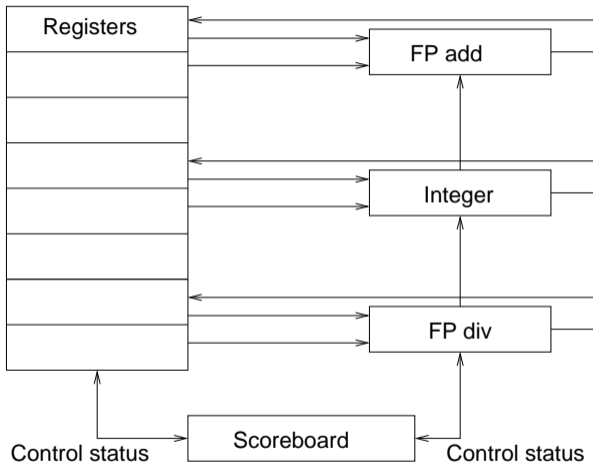 Registers
FP add
Integer
FP div
Scoreboard
Control status
Control status